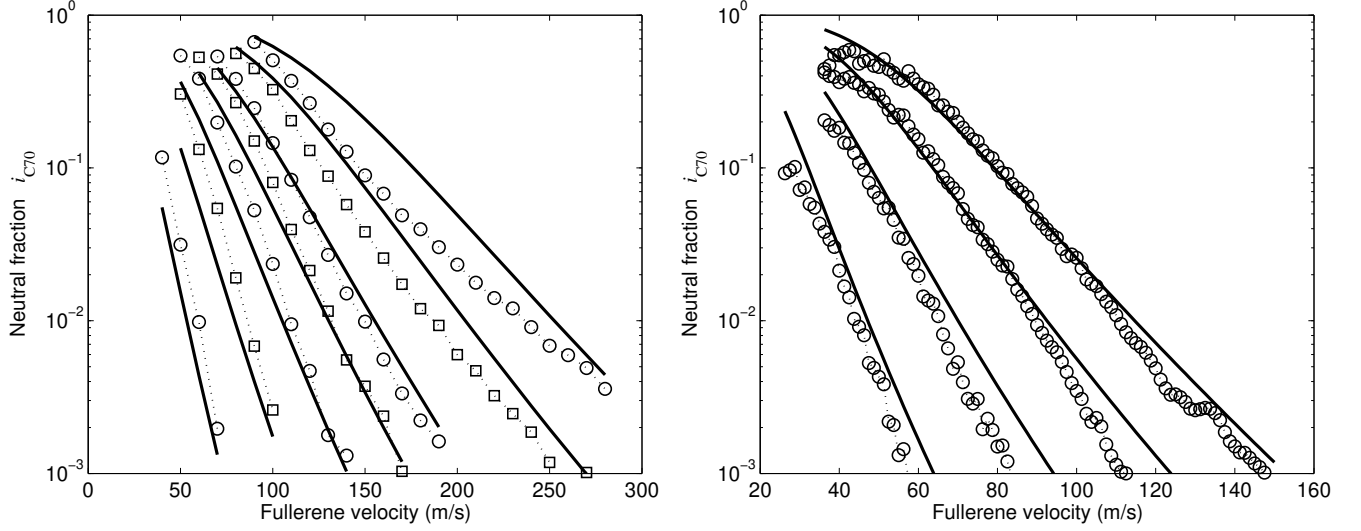 10^0
10^-1
10^-2
10^-3
Neutral fraction i_C70
0 50 100 150 200 250 300
Fullerene velocity (m/s)
10^0
10^-1
10^-2
10^-3
Neutral fraction i_C70
20 40 60 80 100 120 140 160
Fullerene velocity (m/s)